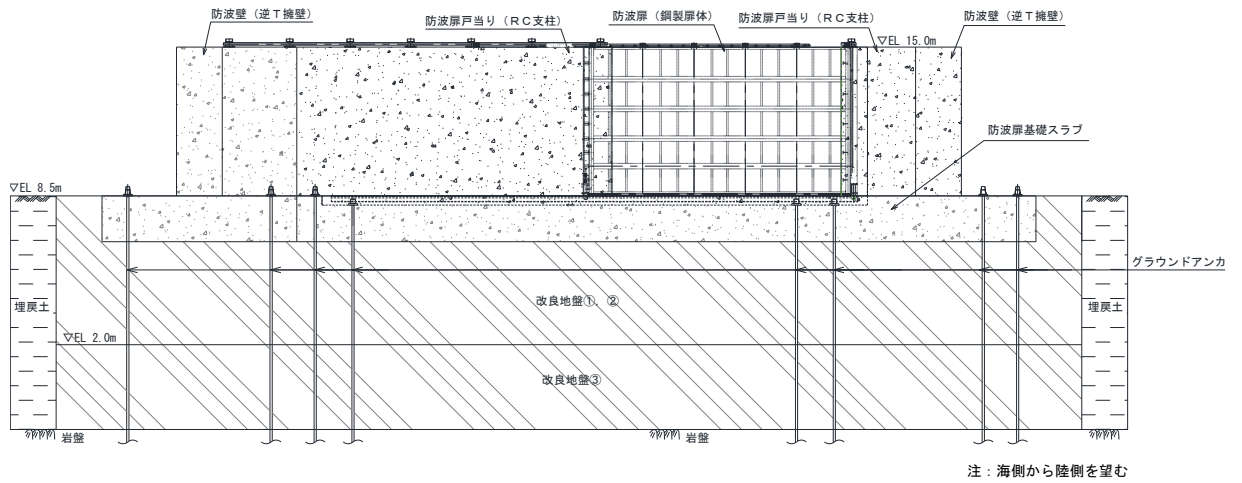 防波壁（逆Ｔ擁壁）
防波扉戸当り（ＲＣ支柱）
防波扉（鋼製扉体）
防波扉戸当り（ＲＣ支柱）
防波壁（逆Ｔ擁壁）
▽EL 15.0m
防波扉基礎スラブ
▽EL 8.5m
グラウンドアンカ
埋戻土
改良地盤①，②
埋戻土
▽EL 2.0m
改良地盤③
岩盤
岩盤
注：海側から陸側を望む